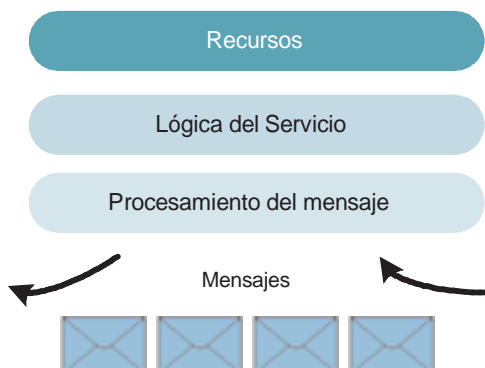 Recursos
Lógica del Servicio
Procesamiento del mensaje
Mensajes